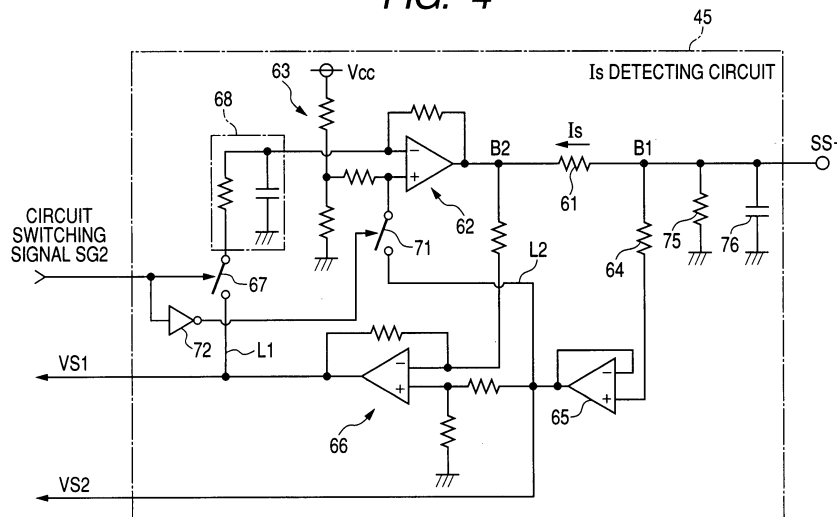 FIG. 4
45
63
Vcc
Is DETECTING CIRCUIT
68
Is
B2
B1
SS-
61
62
75
76
CIRCUIT
SWITCHING
SIGNAL SG2
71
64
L2
67
72
L1
VS1
65
66
VS2